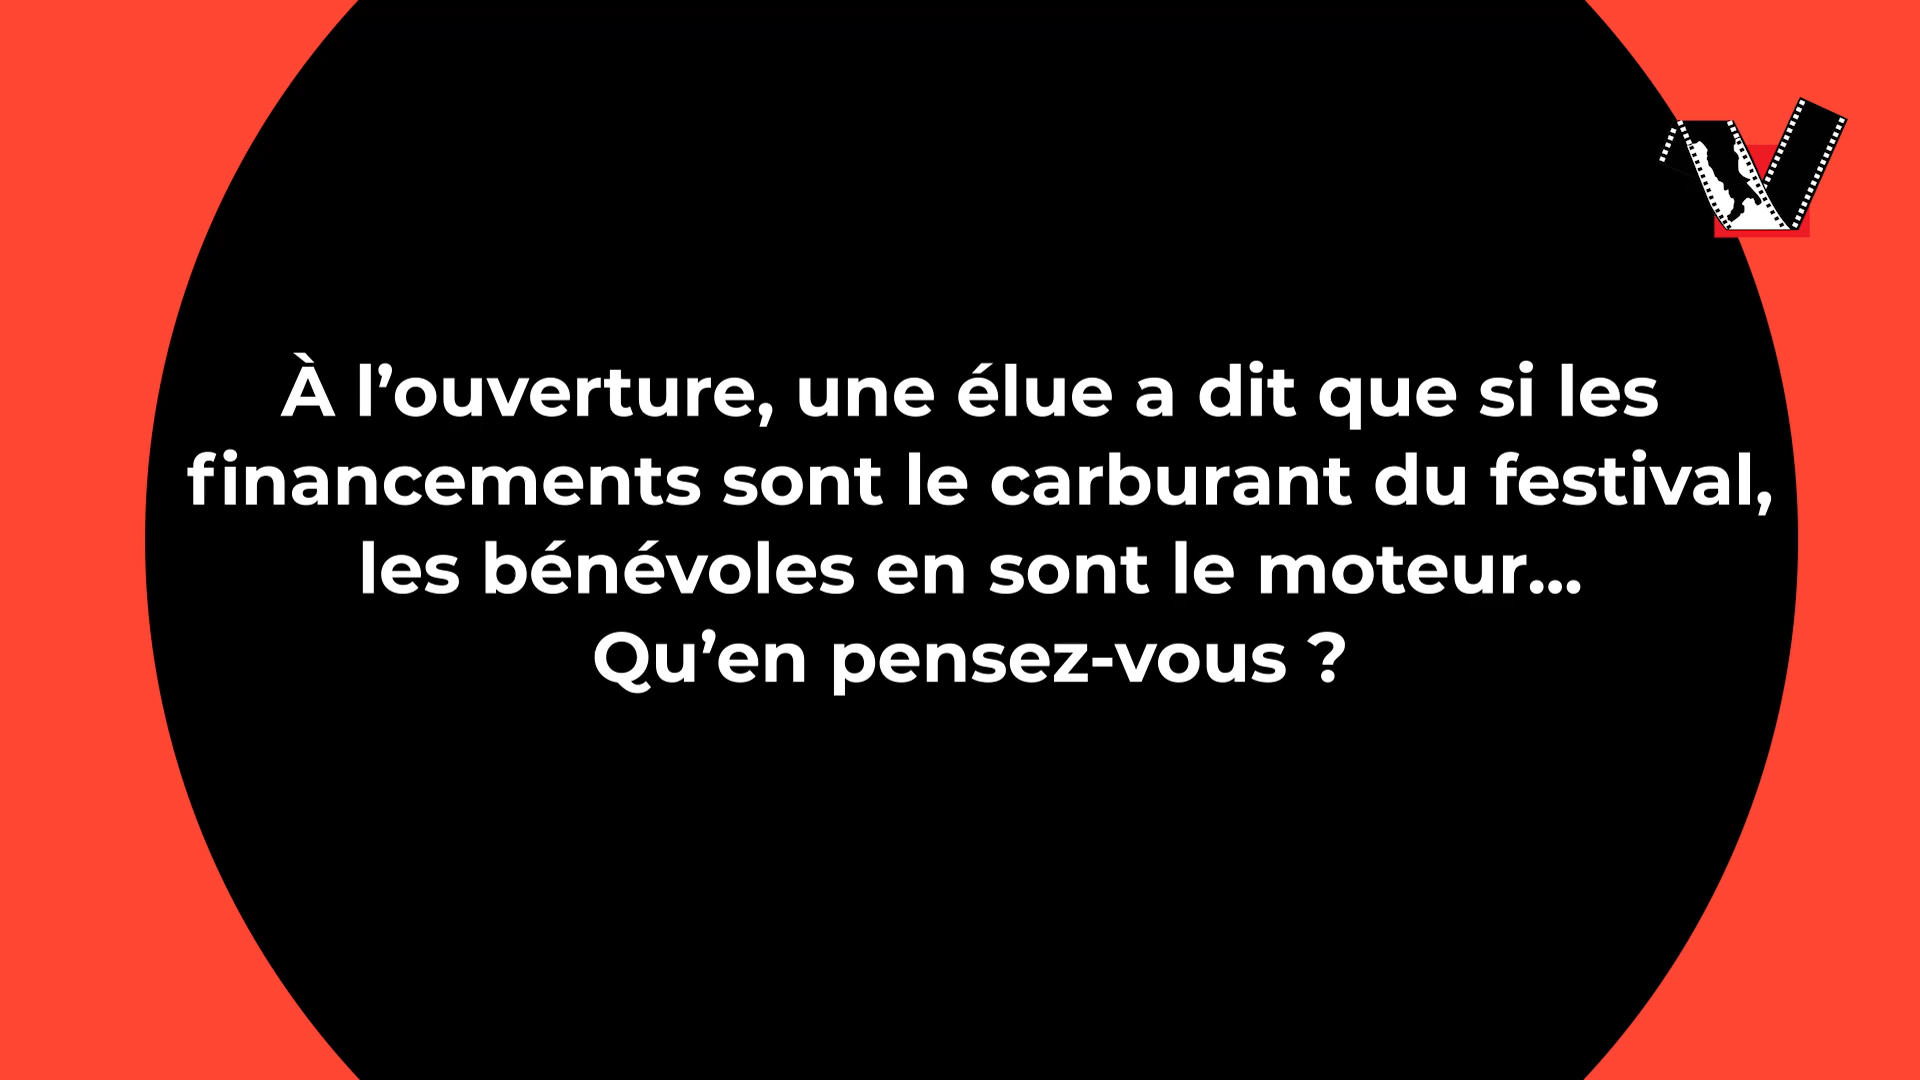 À l’ouverture, une élue a dit que si les
financements sont le carburant du festival,
les bénévoles en sont le moteur...
Qu’en pensez-vous ?